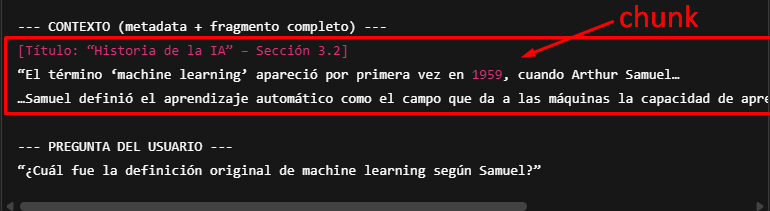 --- CONTEXTO (metadata + fragmento completo) ---
chunk
[Título: “Historia de la IA” – Sección 3.2]
“El término ‘machine learning’ apareció por primera vez en 1959, cuando Arthur Samuel…
…Samuel definió el aprendizaje automático como el campo que da a las máquinas la capacidad de apre
--- PREGUNTA DEL USUARIO ---
“¿Cuál fue la definición original de machine learning según Samuel?”